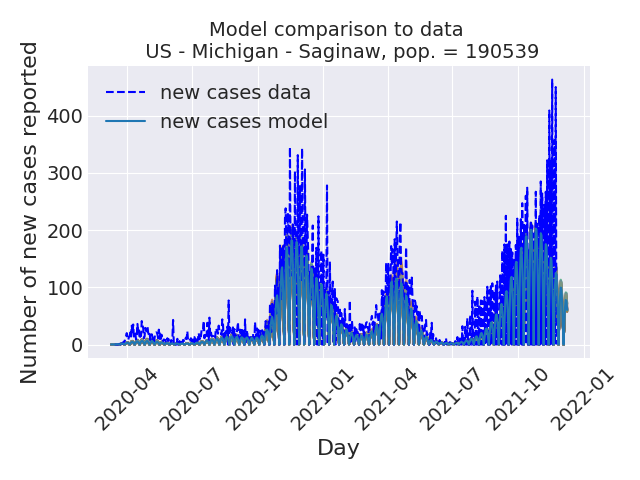 Model comparison to data
US - Michigan - Saginaw, pop. = 190539
Number of new cases reported
new cases data
new cases model
400
300
200
100
0
2020-04
2020-07
2020-10
2021-01
2021-04
2021-07
2021-10
2022-01
Day